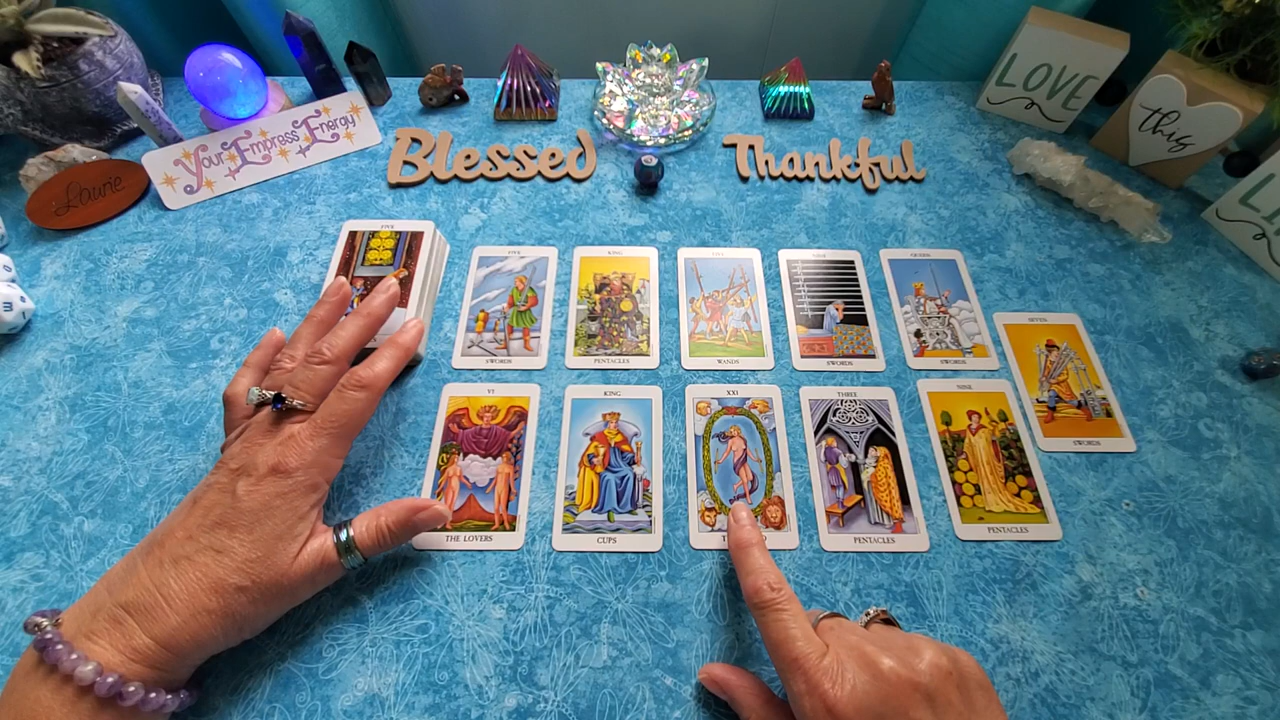 LOVE
this
Your Empress Energy
Blessed
Thankful
Laurie
FIVE
FIVE
SWORDS
KING
PENTACLES
FIVE
WANDS
NINE
SWORDS
QUEEN
SWORDS
SEVEN
SWORDS
VI
THE LOVERS
KING
CUPS
XXI
THREE
PENTACLES
NINE
PENTACLES